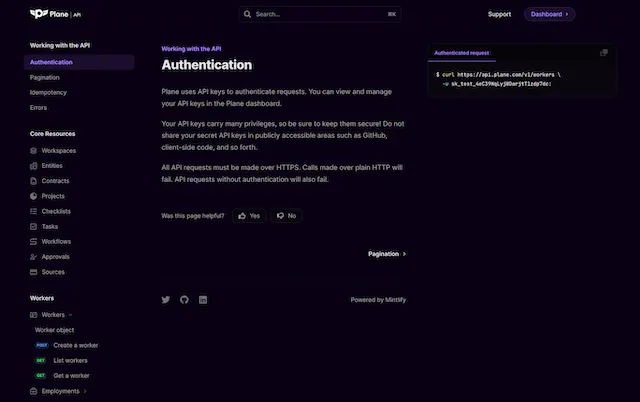 Plane | API
Search...
⌘K
Support
Dashboard ›
Working with the API
Authentication
Pagination
Idempotency
Errors
Core Resources
Workspaces
Entities
Contracts
Projects
Checklists
Tasks
Workflows
Approvals
Sources
Workers
Workers
Worker object
POST Create a worker
GET List workers
GET Get a worker
Employments
Working with the API
Authentication
Plane uses API keys to authenticate requests. You can view and manage
your API keys in the Plane dashboard.
Your API keys carry many privileges, so be sure to keep them secure! Do not
share your secret API keys in publicly accessible areas such as GitHub,
client-side code, and so forth.
All API requests must be made over HTTPS. Calls made over plain HTTP will
fail. API requests without authentication will also fail.
Was this page helpful?
Yes
No
Pagination ›
Powered by Mintlify
Authenticated request
$ curl https://api.plane.com/v1/workers \